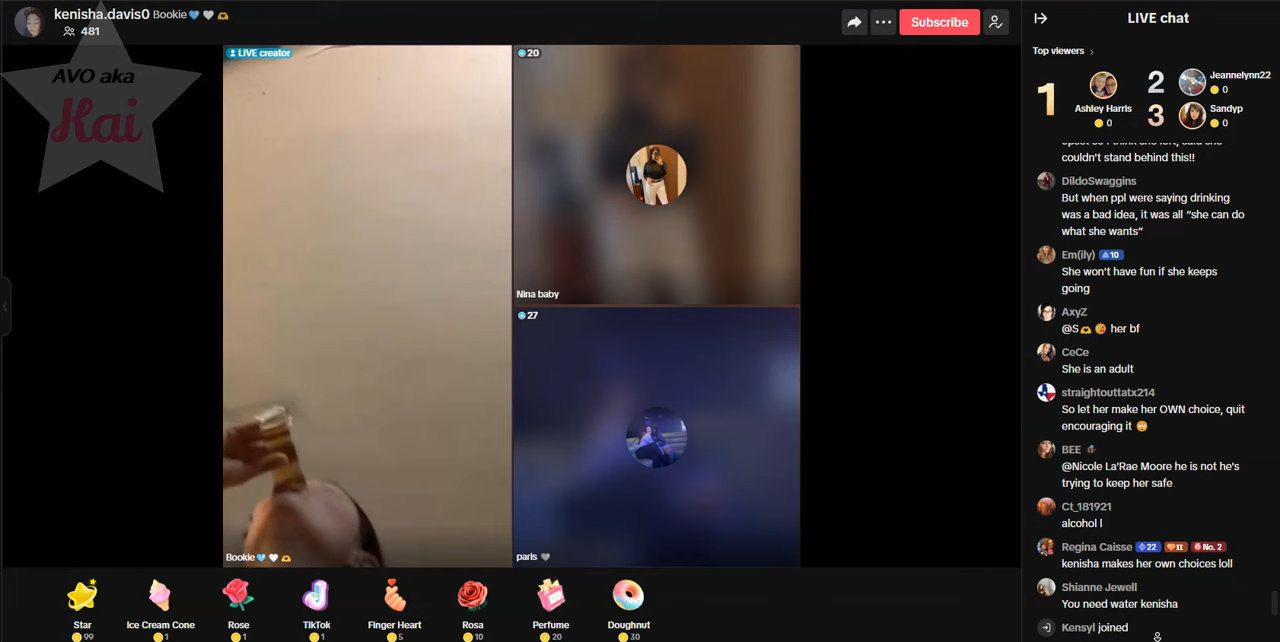 kenisha.davis0 Bookie🩵🤍🫶
481
AVO aka
Kai
Subscribe
LIVE creator
20
Nina baby
27
Bookie🩵🤍🫶
paris 🩶
Star
99
Ice Cream Cone
1
Rose
1
TikTok
1
Finger Heart
5
Rosa
10
Perfume
20
Doughnut
30
LIVE chat
Top viewers
1
Ashley Harris
0
2
Jeannelynn22
0
3
Sandyp
0
couldn't stand behind this!!
DildoSwaggins
But when ppl were saying drinking
was a bad idea, it was all “she can do
what she wants”
Em(ily) 10
She won't have fun if she keeps
going
AxyZ
@S🫶 😘 her bf
CeCe
She is an adult
straightouttatx214
So let her make her OWN choice, quit
encouraging it 🙄
BEE
@Nicole La'Rae Moore he is not he's
trying to keep her safe
Ct_181921
alcohol I
Regina Caisse 22 II No. 2
kenisha makes her own choices loll
Shianne Jewell
You need water kenisha
Kensyl joined